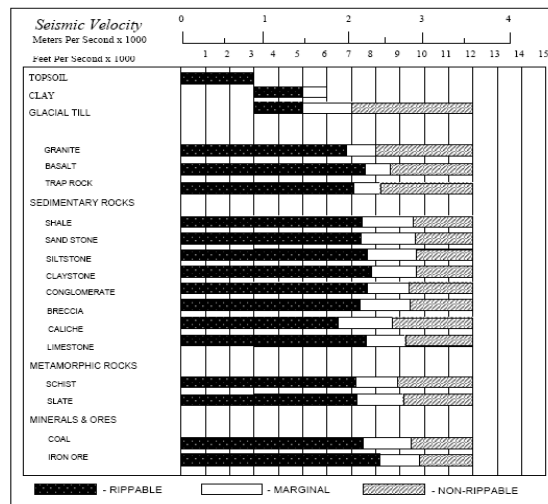 Seismic Velocity
0 1 2 3 4
Meters Per Second x 1000
1 2 3 4 5 6 7 8 9 10 11 12 13 14 15
Feet Per Second x 1000
TOPSOIL
CLAY
GLACIAL TILL
GRANITE
BASALT
TRAP ROCK
SEDIMENTARY ROCKS
SHALE
SAND STONE
SILTSTONE
CLAYSTONE
CONGLOMERATE
BRECCIA
CALICHE
LIMESTONE
METAMORPHIC ROCKS
SCHIST
SLATE
MINERALS & ORES
COAL
IRON ORE
- RIPPABLE - MARGINAL - NON-RIPPABLE